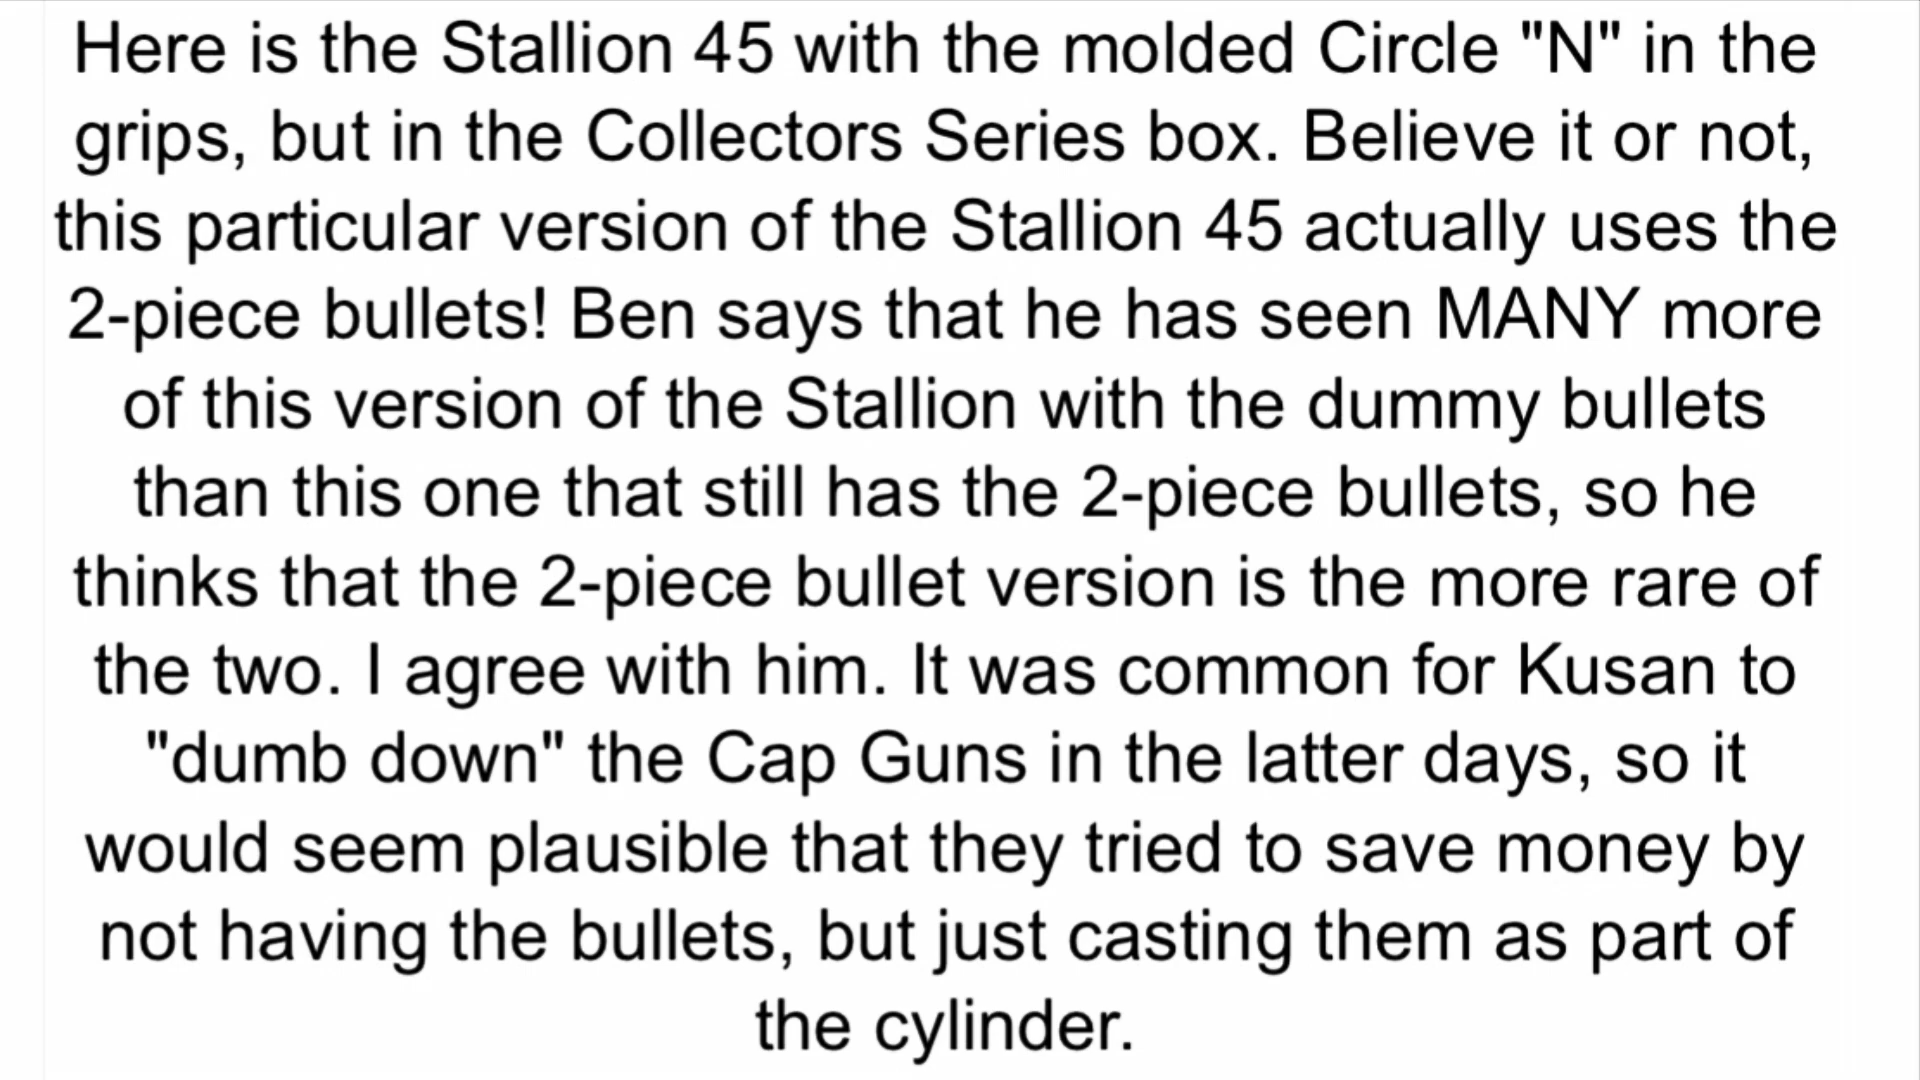 Here is the Stallion 45 with the molded Circle "N" in the
grips, but in the Collectors Series box. Believe it or not,
this particular version of the Stallion 45 actually uses the
2-piece bullets! Ben says that he has seen MANY more
of this version of the Stallion with the dummy bullets
than this one that still has the 2-piece bullets, so he
thinks that the 2-piece bullet version is the more rare of
the two. I agree with him. It was common for Kusan to
"dumb down" the Cap Guns in the latter days, so it
would seem plausible that they tried to save money by
not having the bullets, but just casting them as part of
the cylinder.